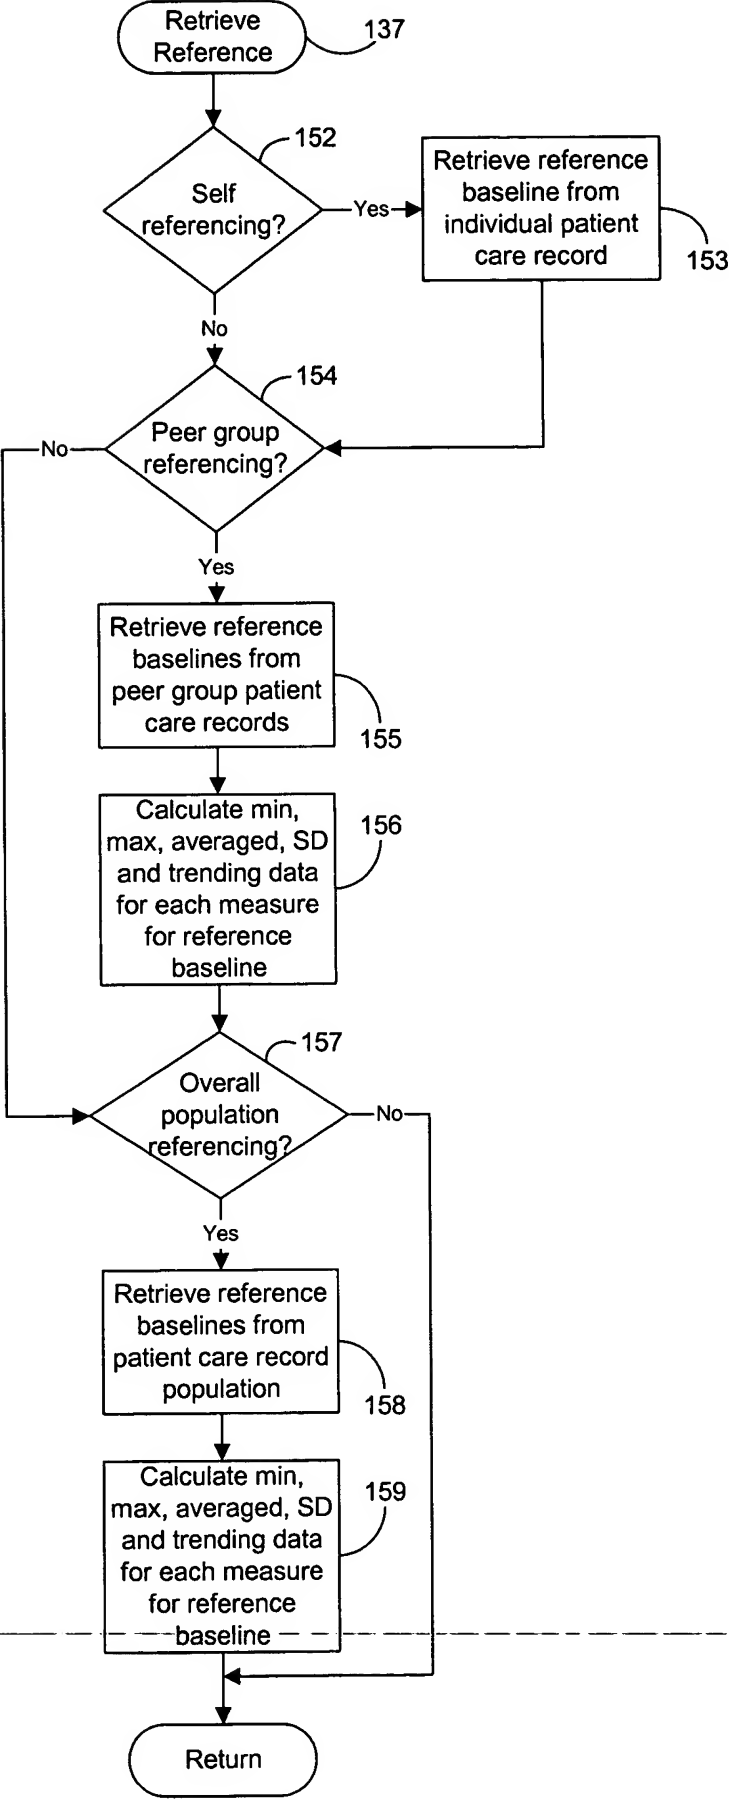 Retrieve
Reference
137
152
Self
referencing?
Yes
Retrieve reference
baseline from
individual patient
care record
153
No
154
Peer group
referencing?
No
Yes
Retrieve reference
baselines from
peer group patient
care records
155
Calculate min,
max, averaged, SD
and trending data
for each measure
for reference
baseline
156
157
Overall
population
referencing?
No
Yes
Retrieve reference
baselines from
patient care record
population
158
Calculate min,
max, averaged, SD
and trending data
for each measure
for reference
baseline
159
Return